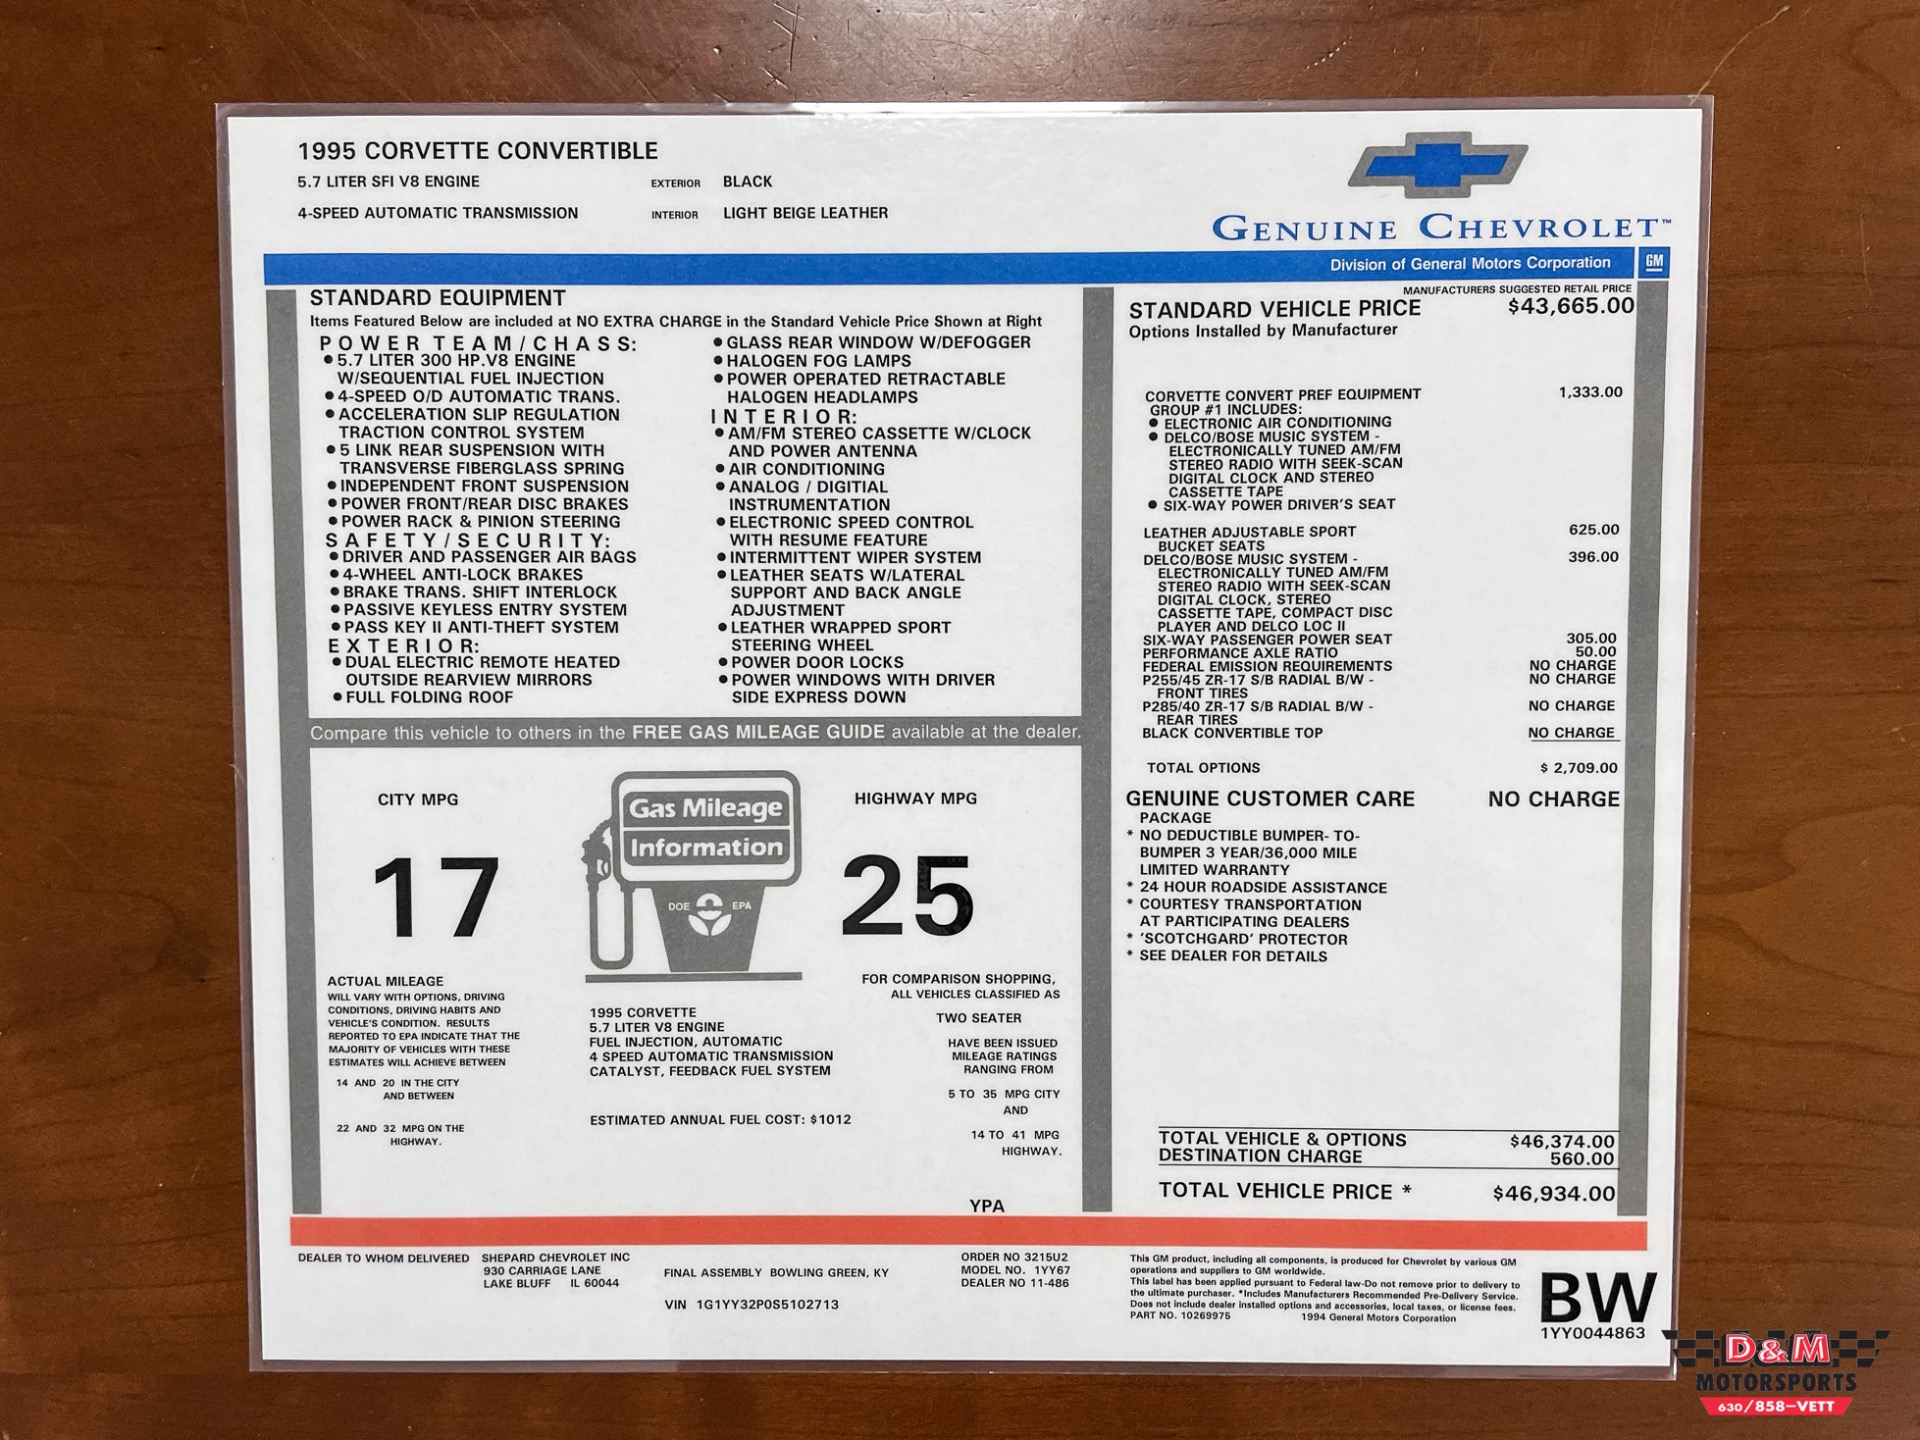 1995 CORVETTE CONVERTIBLE
5.7 LITER SFI V8 ENGINE EXTERIOR BLACK
4-SPEED AUTOMATIC TRANSMISSION INTERIOR LIGHT BEIGE LEATHER
GENUINE CHEVROLET™
Division of General Motors Corporation GM
STANDARD EQUIPMENT
Items Featured Below are included at NO EXTRA CHARGE in the Standard Vehicle Price Shown at Right
POWER TEAM/CHASS:
● 5.7 LITER 300 HP.V8 ENGINE
W/SEQUENTIAL FUEL INJECTION
● 4-SPEED O/D AUTOMATIC TRANS.
● ACCELERATION SLIP REGULATION
TRACTION CONTROL SYSTEM
● 5 LINK REAR SUSPENSION WITH
TRANSVERSE FIBERGLASS SPRING
● INDEPENDENT FRONT SUSPENSION
● POWER FRONT/REAR DISC BRAKES
● POWER RACK & PINION STEERING
SAFETY/SECURITY:
● DRIVER AND PASSENGER AIR BAGS
● 4-WHEEL ANTI-LOCK BRAKES
● BRAKE TRANS. SHIFT INTERLOCK
● PASSIVE KEYLESS ENTRY SYSTEM
● PASS KEY II ANTI-THEFT SYSTEM
EXTERIOR:
● DUAL ELECTRIC REMOTE HEATED
OUTSIDE REARVIEW MIRRORS
● FULL FOLDING ROOF
● GLASS REAR WINDOW W/DEFOGGER
● HALOGEN FOG LAMPS
● POWER OPERATED RETRACTABLE
HALOGEN HEADLAMPS
INTERIOR:
● AM/FM STEREO CASSETTE W/CLOCK
AND POWER ANTENNA
● AIR CONDITIONING
● ANALOG / DIGITIAL
INSTRUMENTATION
● ELECTRONIC SPEED CONTROL
WITH RESUME FEATURE
● INTERMITTENT WIPER SYSTEM
● LEATHER SEATS W/LATERAL
SUPPORT AND BACK ANGLE
ADJUSTMENT
● LEATHER WRAPPED SPORT
STEERING WHEEL
● POWER DOOR LOCKS
● POWER WINDOWS WITH DRIVER
SIDE EXPRESS DOWN
Compare this vehicle to others in the FREE GAS MILEAGE GUIDE available at the dealer.
CITY MPG
17
Gas Mileage
Information
DOE EPA
HIGHWAY MPG
25
ACTUAL MILEAGE
WILL VARY WITH OPTIONS, DRIVING
CONDITIONS, DRIVING HABITS AND
VEHICLE'S CONDITION. RESULTS
REPORTED TO EPA INDICATE THAT THE
MAJORITY OF VEHICLES WITH THESE
ESTIMATES WILL ACHIEVE BETWEEN
14 AND 20 IN THE CITY
AND BETWEEN
22 AND 32 MPG ON THE
HIGHWAY.
1995 CORVETTE
5.7 LITER V8 ENGINE
FUEL INJECTION, AUTOMATIC
4 SPEED AUTOMATIC TRANSMISSION
CATALYST, FEEDBACK FUEL SYSTEM
ESTIMATED ANNUAL FUEL COST: $1012
FOR COMPARISON SHOPPING,
ALL VEHICLES CLASSIFIED AS
TWO SEATER
HAVE BEEN ISSUED
MILEAGE RATINGS
RANGING FROM
5 TO 35 MPG CITY
AND
14 TO 41 MPG
HIGHWAY.
YPA
MANUFACTURERS SUGGESTED RETAIL PRICE
STANDARD VEHICLE PRICE $43,665.00
Options Installed by Manufacturer
CORVETTE CONVERT PREF EQUIPMENT 1,333.00
GROUP #1 INCLUDES:
● ELECTRONIC AIR CONDITIONING
● DELCO/BOSE MUSIC SYSTEM -
ELECTRONICALLY TUNED AM/FM
STEREO RADIO WITH SEEK-SCAN
DIGITAL CLOCK AND STEREO
CASSETTE TAPE
● SIX-WAY POWER DRIVER'S SEAT
LEATHER ADJUSTABLE SPORT 625.00
BUCKET SEATS
DELCO/BOSE MUSIC SYSTEM - 396.00
ELECTRONICALLY TUNED AM/FM
STEREO RADIO WITH SEEK-SCAN
DIGITAL CLOCK, STEREO
CASSETTE TAPE, COMPACT DISC
PLAYER AND DELCO LOC II
SIX-WAY PASSENGER POWER SEAT 305.00
PERFORMANCE AXLE RATIO 50.00
FEDERAL EMISSION REQUIREMENTS NO CHARGE
P255/45 ZR-17 S/B RADIAL B/W - NO CHARGE
FRONT TIRES
P285/40 ZR-17 S/B RADIAL B/W - NO CHARGE
REAR TIRES
BLACK CONVERTIBLE TOP NO CHARGE
TOTAL OPTIONS $ 2,709.00
GENUINE CUSTOMER CARE NO CHARGE
PACKAGE
* NO DEDUCTIBLE BUMPER- TO-
BUMPER 3 YEAR/36,000 MILE
LIMITED WARRANTY
* 24 HOUR ROADSIDE ASSISTANCE
* COURTESY TRANSPORTATION
AT PARTICIPATING DEALERS
* 'SCOTCHGARD' PROTECTOR
* SEE DEALER FOR DETAILS
TOTAL VEHICLE & OPTIONS $46,374.00
DESTINATION CHARGE 560.00
TOTAL VEHICLE PRICE * $46,934.00
DEALER TO WHOM DELIVERED SHEPARD CHEVROLET INC
930 CARRIAGE LANE
LAKE BLUFF IL 60044
FINAL ASSEMBLY BOWLING GREEN, KY
VIN 1G1YY32P0S5102713
ORDER NO 3215U2
MODEL NO. 1YY67
DEALER NO 11-486
This GM product, including all components, is produced for Chevrolet by various GM
operations and suppliers to GM worldwide.
This label has been applied pursuant to Federal law-Do not remove prior to delivery to
the ultimate purchaser. *Includes Manufacturers Recommended Pre-Delivery Service.
Does not include dealer installed options and accessories, local taxes, or license fees.
PART NO. 10269975 1994 General Motors Corporation
BW
1YY0044863
D&M
MOTORSPORTS
630/858-VETT